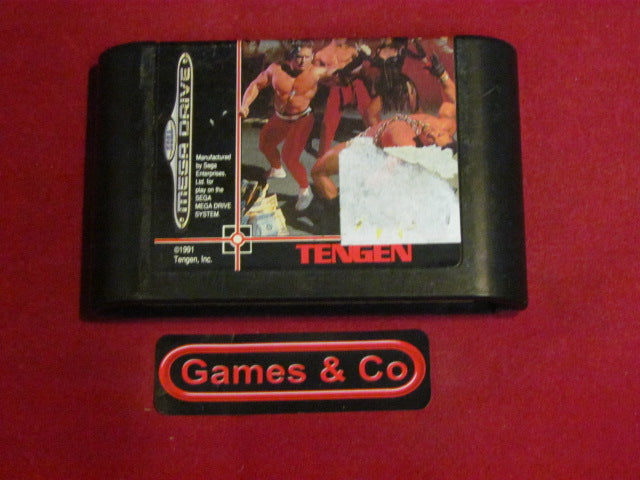 SEGA
MEGA DRIVE
Manufactured
by Sega
Enterprises,
Ltd. for
play on the
SEGA
MEGA DRIVE
SYSTEM.
©1991
Tengen, Inc.
TENGEN
Games & Co